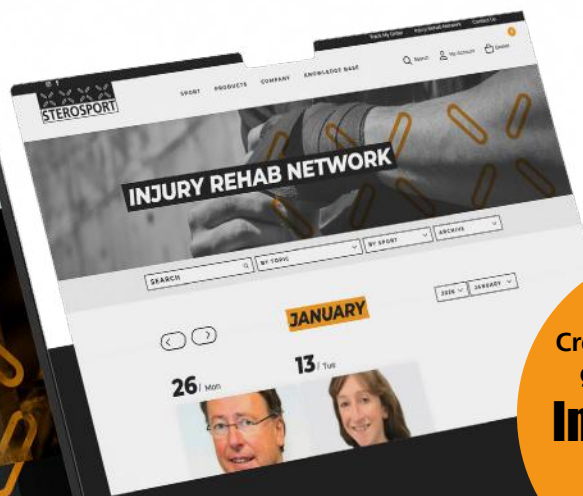 Track My Order Injury Rehab Network Contact Us
STEROSPORT
SPORT PRODUCTS COMPANY KNOWLEDGE BASE
Search My Account Basket
0
INJURY REHAB NETWORK
SEARCH BY TOPIC BY SPORT ARCHIVE
2026 JANUARY
JANUARY
26/ Mon 13/ Tue